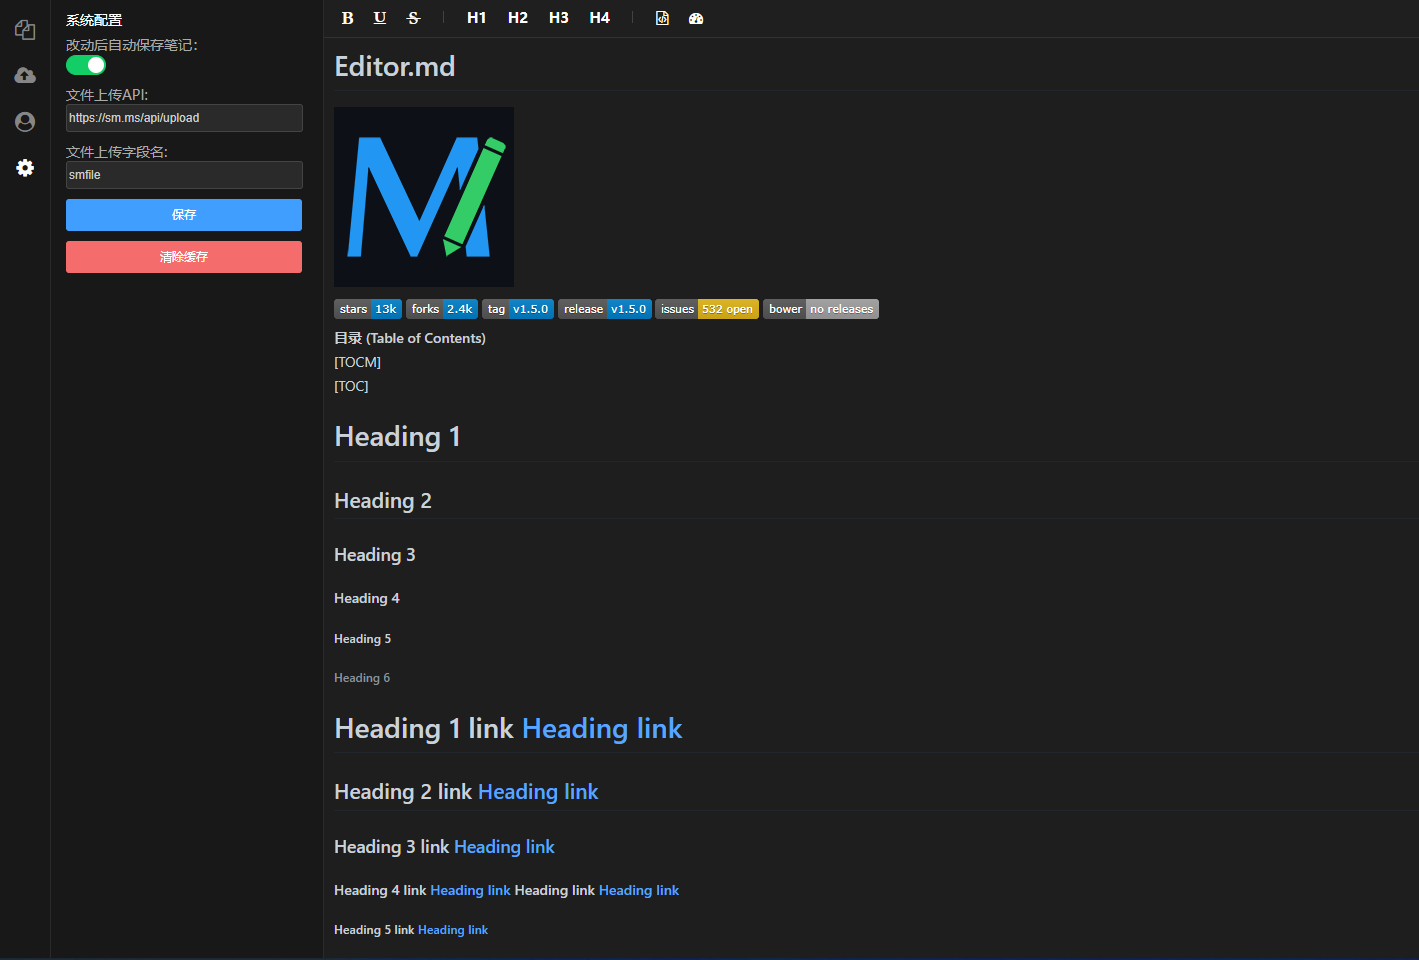 系统配置
改动后自动保存笔记:
文件上传API:
https://sm.ms/api/upload
文件上传字段名:
smfile
保存
清除缓存
B U S H1 H2 H3 H4
Editor.md
stars 13k forks 2.4k tag v1.5.0 release v1.5.0 issues 532 open bower no releases
目录 (Table of Contents)
[TOCM]
[TOC]
Heading 1
Heading 2
Heading 3
Heading 4
Heading 5
Heading 6
Heading 1 link Heading link
Heading 2 link Heading link
Heading 3 link Heading link
Heading 4 link Heading link Heading link Heading link
Heading 5 link Heading link